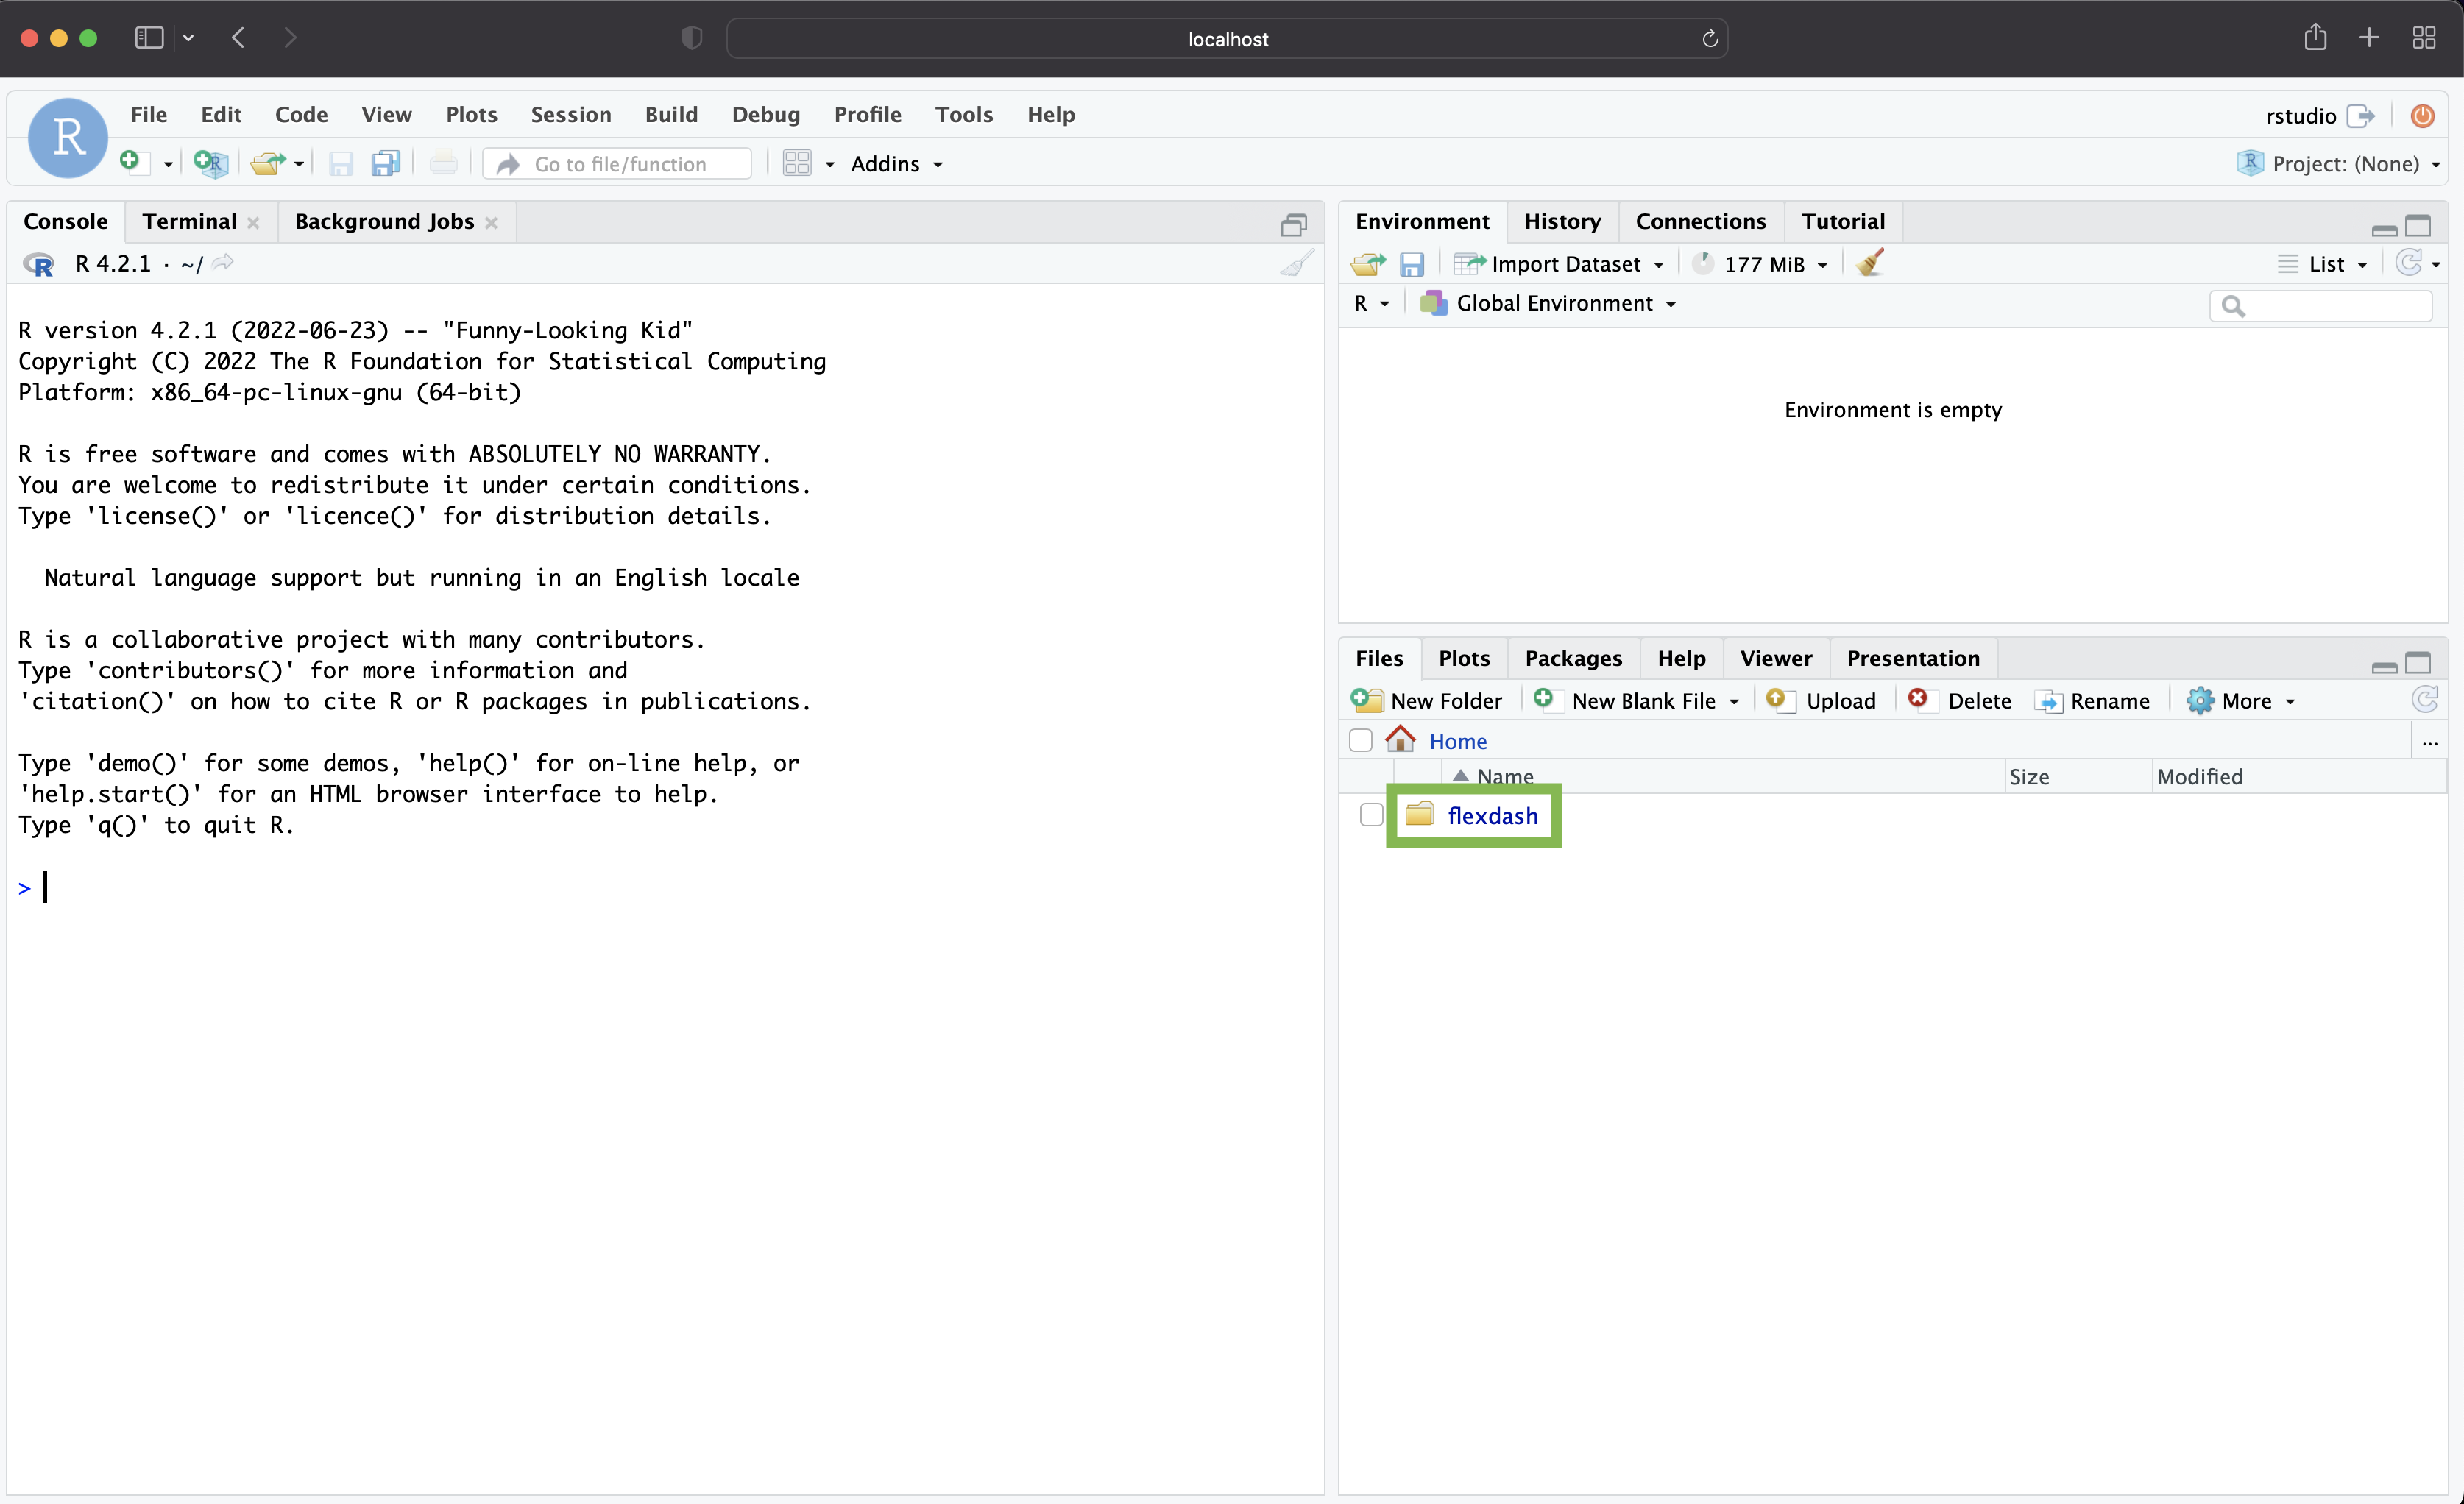 localhost
R
File Edit Code View Plots Session Build Debug Profile Tools Help
rstudio
Go to file/function
Addins
Project: (None)
Console Terminal Background Jobs
R 4.2.1 · ~/
R version 4.2.1 (2022-06-23) -- "Funny-Looking Kid"
Copyright (C) 2022 The R Foundation for Statistical Computing
Platform: x86_64-pc-linux-gnu (64-bit)
R is free software and comes with ABSOLUTELY NO WARRANTY.
You are welcome to redistribute it under certain conditions.
Type 'license()' or 'licence()' for distribution details.
Natural language support but running in an English locale
R is a collaborative project with many contributors.
Type 'contributors()' for more information and
'citation()' on how to cite R or R packages in publications.
Type 'demo()' for some demos, 'help()' for on-line help, or
'help.start()' for an HTML browser interface to help.
Type 'q()' to quit R.
>
Environment History Connections Tutorial
Import Dataset 177 MiB List
R Global Environment
Environment is empty
Files Plots Packages Help Viewer Presentation
New Folder New Blank File Upload Delete Rename More
Home ...
Name Size Modified
flexdash